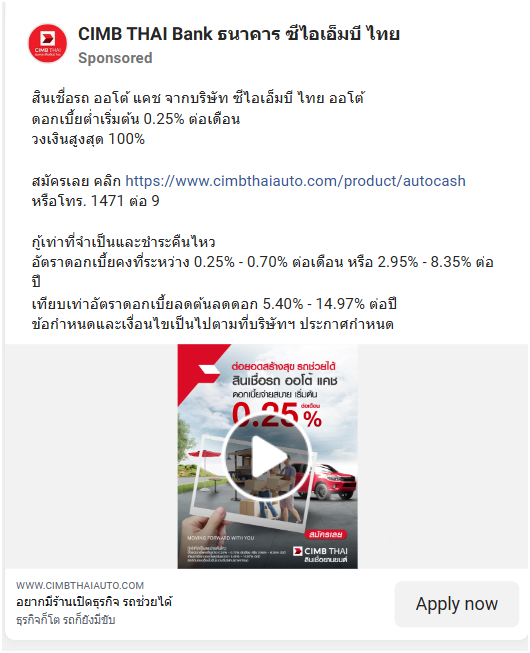 CIMB THAI Bank ธนาคาร ซีไอเอ็มบี ไทย
Sponsored
สินเชื่อรถ ออโต้ แคช จากบริษัท ซีไอเอ็มบี ไทย ออโต้
ดอกเบี้ยต่ำเริ่มต้น 0.25% ต่อเดือน
วงเงินสูงสุด 100%
สมัครเลย คลิก https://www.cimbthaiauto.com/product/autocash
หรือโทร. 1471 ต่อ 9
กู้เท่าที่จำเป็นและชำระคืนไหว
อัตราดอกเบี้ยคงที่ระหว่าง 0.25% - 0.70% ต่อเดือน หรือ 2.95% - 8.35% ต่อ
ปี
เทียบเท่าอัตราดอกเบี้ยลดต้นลดดอก 5.40% - 14.97% ต่อปี
ข้อกำหนดและเงื่อนไขเป็นไปตามที่บริษัทฯ ประกาศกำหนด
ต่อยอดสร้างสุข รถช่วยได้
สินเชื่อรถ ออโต้ แคช
ดอกเบี้ยจ่ายสบาย เริ่มต้น
0.25% ต่อเดือน
MOVING FORWARD WITH YOU
สมัครเลย
CIMB THAI
สินเชื่อยานยนต์
WWW.CIMBTHAIAUTO.COM
อยากมีร้านเปิดธุรกิจ รถช่วยได้
ธุรกิจก็โต รถก็ยังมีขับ
Apply now